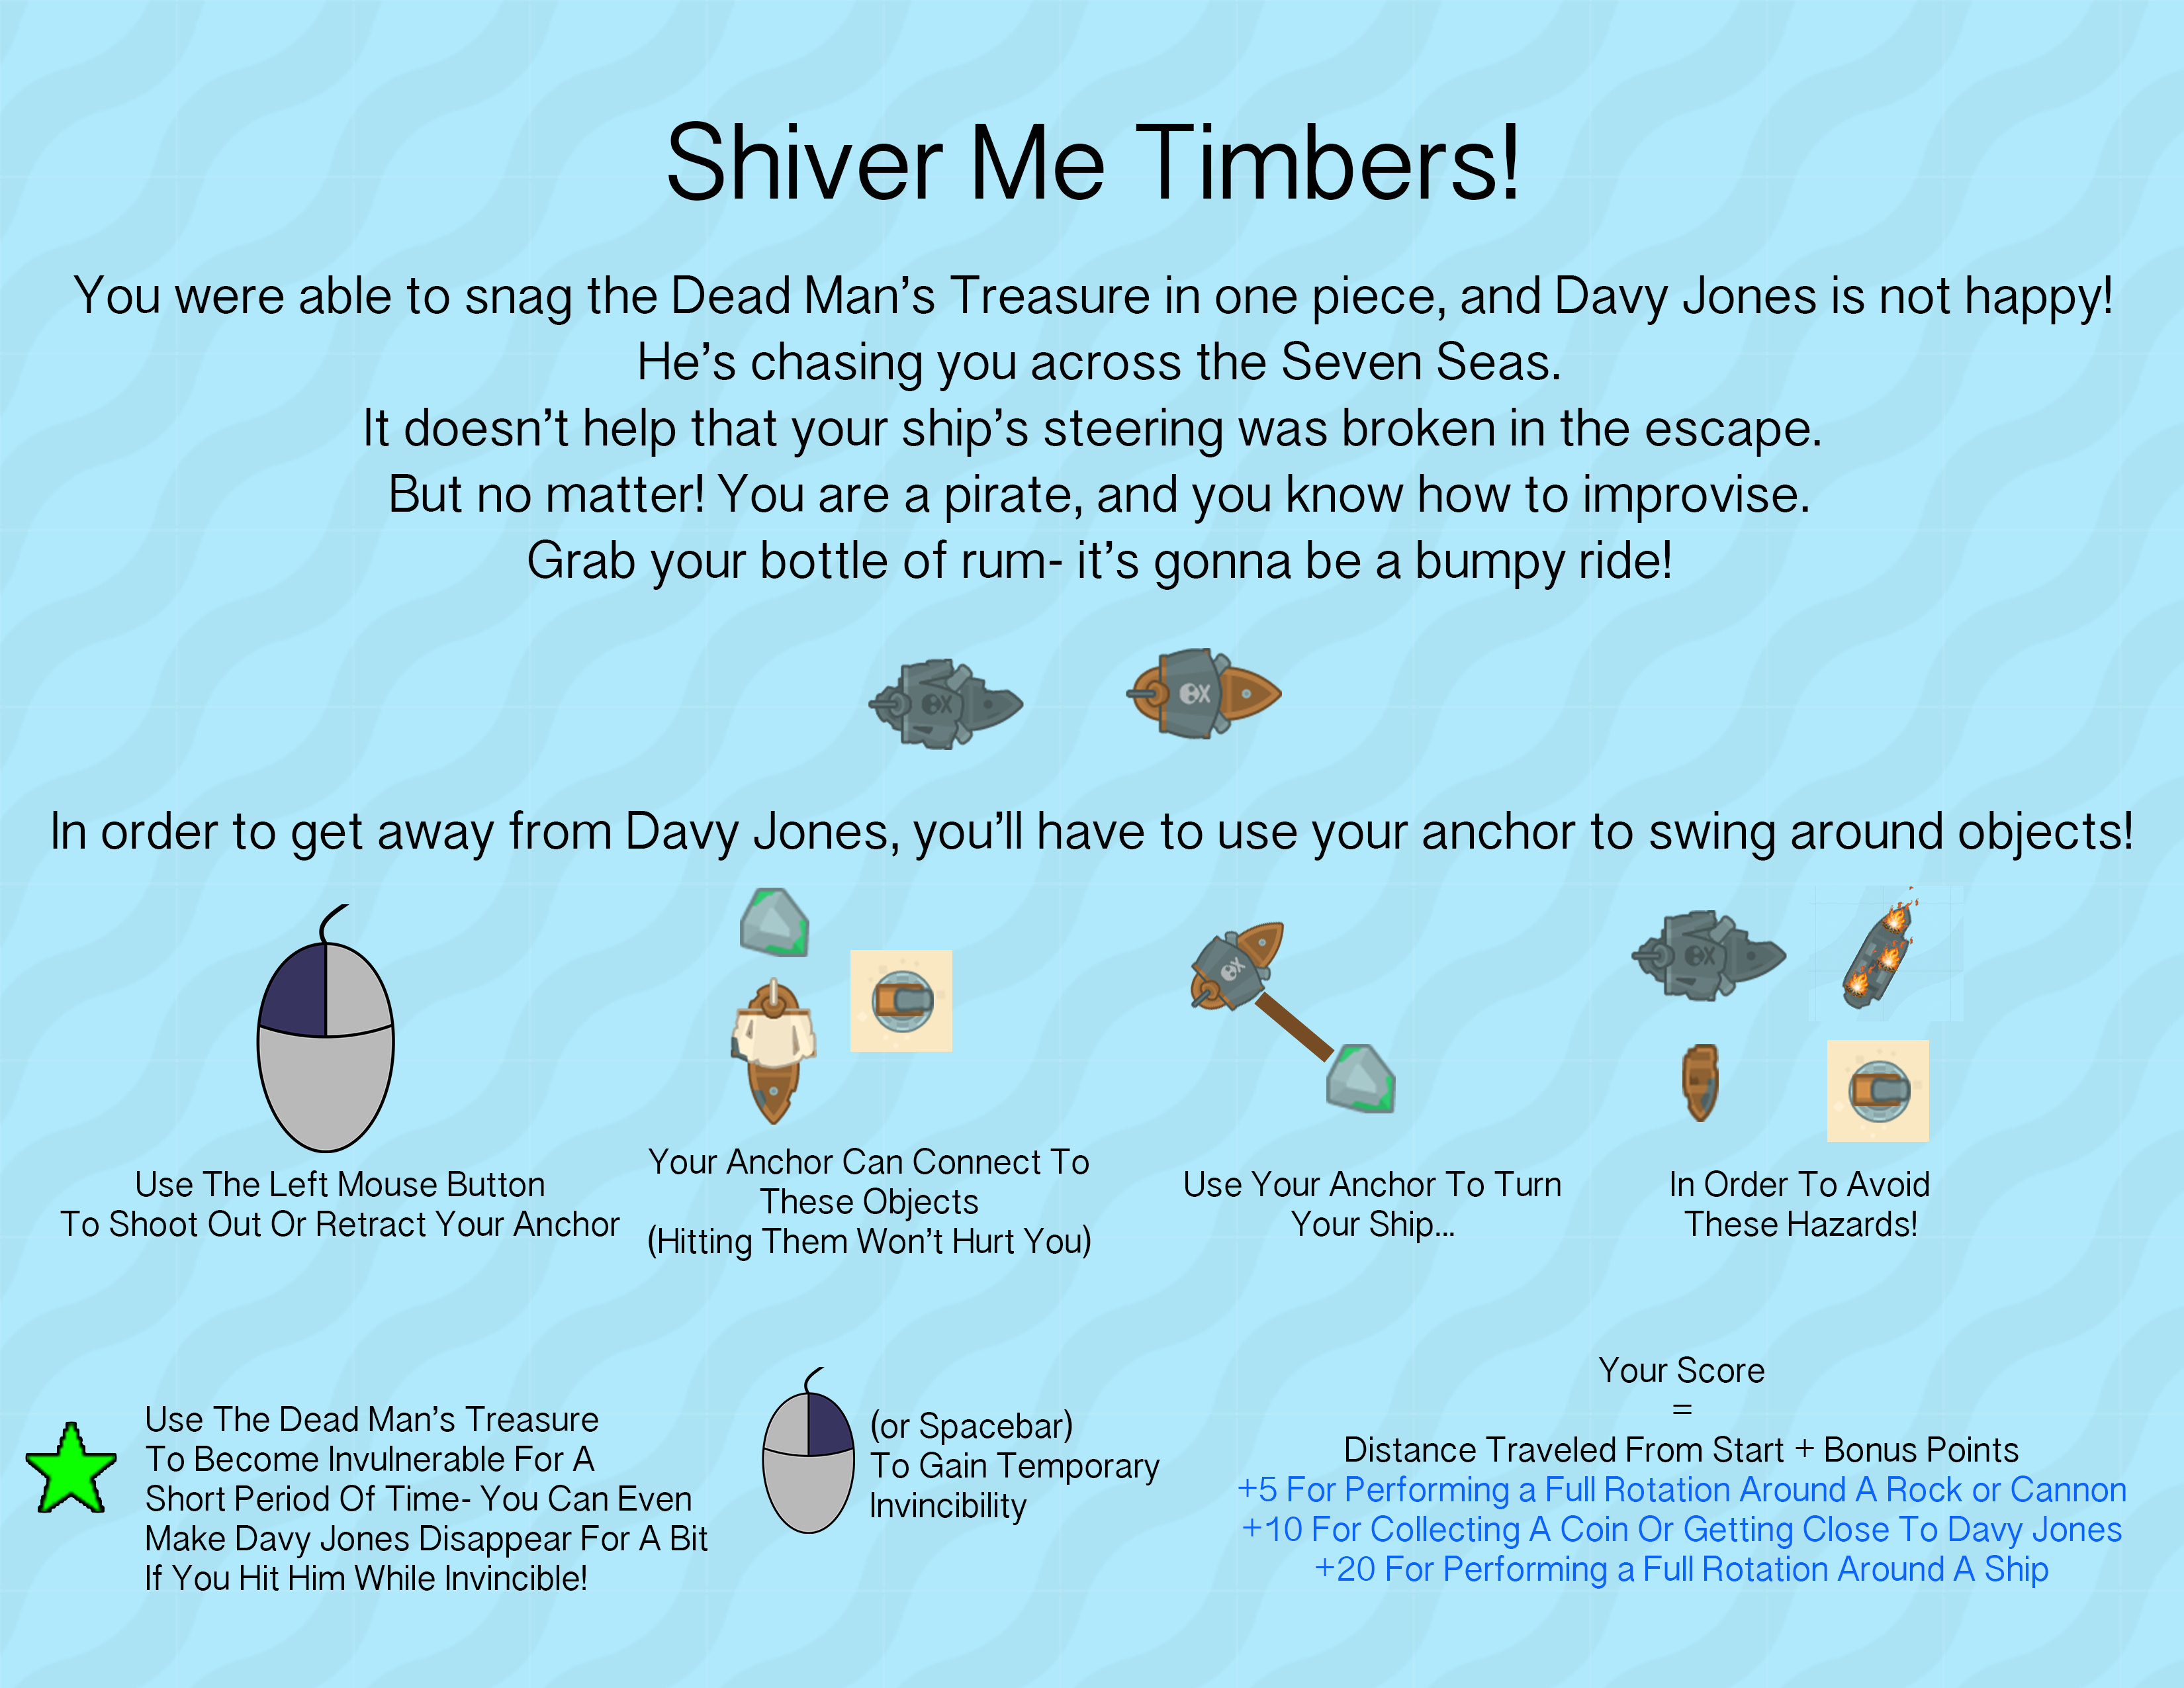 Shiver Me Timbers!
You were able to snag the Dead Man's Treasure in one piece, and Davy Jones is not happy!
He's chasing you across the Seven Seas.
It doesn't help that your ship's steering was broken in the escape.
But no matter! You are a pirate, and you know how to improvise.
Grab your bottle of rum- it's gonna be a bumpy ride!
In order to get away from Davy Jones, you'll have to use your anchor to swing around objects!
Use The Left Mouse Button
To Shoot Out Or Retract Your Anchor
Your Anchor Can Connect To
These Objects
(Hitting Them Won't Hurt You)
Use Your Anchor To Turn
Your Ship...
In Order To Avoid
These Hazards!
Use The Dead Man's Treasure
To Become Invulnerable For A
Short Period Of Time- You Can Even
Make Davy Jones Disappear For A Bit
If You Hit Him While Invincible!
(or Spacebar)
To Gain Temporary
Invincibility
Your Score
=
Distance Traveled From Start + Bonus Points
+5 For Performing a Full Rotation Around A Rock or Cannon
+10 For Collecting A Coin Or Getting Close To Davy Jones
+20 For Performing a Full Rotation Around A Ship